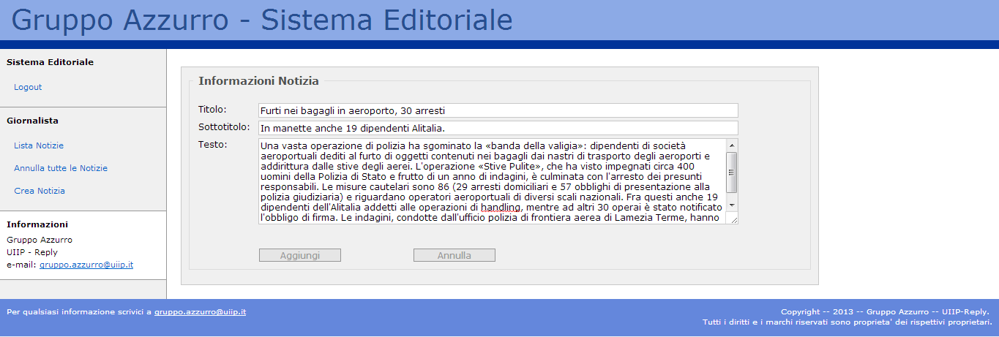 Gruppo Azzurro - Sistema Editoriale
Sistema Editoriale
Logout
Giornalista
Lista Notizie
Annulla tutte le Notizie
Crea Notizia
Informazioni
Gruppo Azzurro
UIIP - Reply
e-mail: gruppo.azzurro@uiip.it
Informazioni Notizia
Titolo: Furti nei bagagli in aeroporto, 30 arresti
Sottotitolo: In manette anche 19 dipendenti Alitalia.
Testo: Una vasta operazione di polizia ha sgominato la «banda della valigia»: dipendenti di società
aeroportuali dediti al furto di oggetti contenuti nei bagagli dai nastri di trasporto degli aeroporti e
addirittura dalle stive degli aerei. L'operazione «Stive Pulite», che ha visto impegnati circa 400
uomini della Polizia di Stato e frutto di un anno di indagini, è culminata con l'arresto dei presunti
responsabili. Le misure cautelari sono 86 (29 arresti domiciliari e 57 obblighi di presentazione alla
polizia giudiziaria) e riguardano operatori aeroportuali di diversi scali nazionali. Fra questi anche 19
dipendenti dell'Alitalia addetti alle operazioni di handling, mentre ad altri 30 operai è stato notificato
l'obbligo di firma. Le indagini, condotte dall'ufficio polizia di frontiera aerea di Lamezia Terme, hanno
Aggiungi Annulla
Per qualsiasi informazione scrivici a gruppo.azzurro@uiip.it
Copyright -- 2013 -- Gruppo Azzurro -- UIIP-Reply.
Tutti i diritti e i marchi riservati sono proprieta' dei rispettivi proprietari.